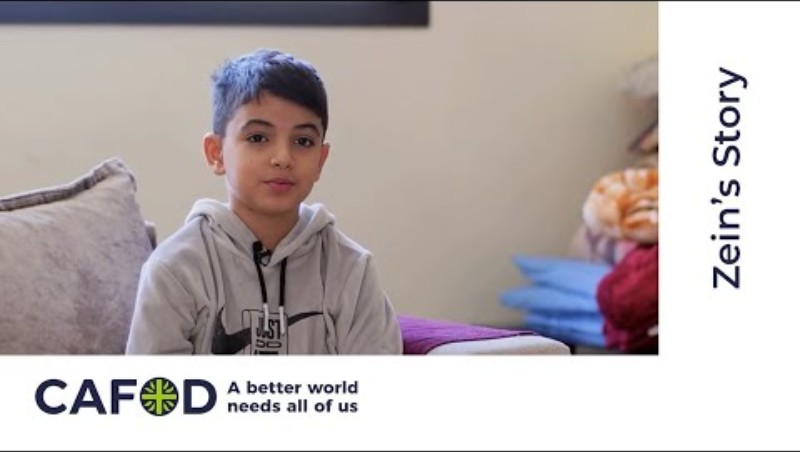 JUST
DO
Zein's Story
CAFOD
A better world
needs all of us